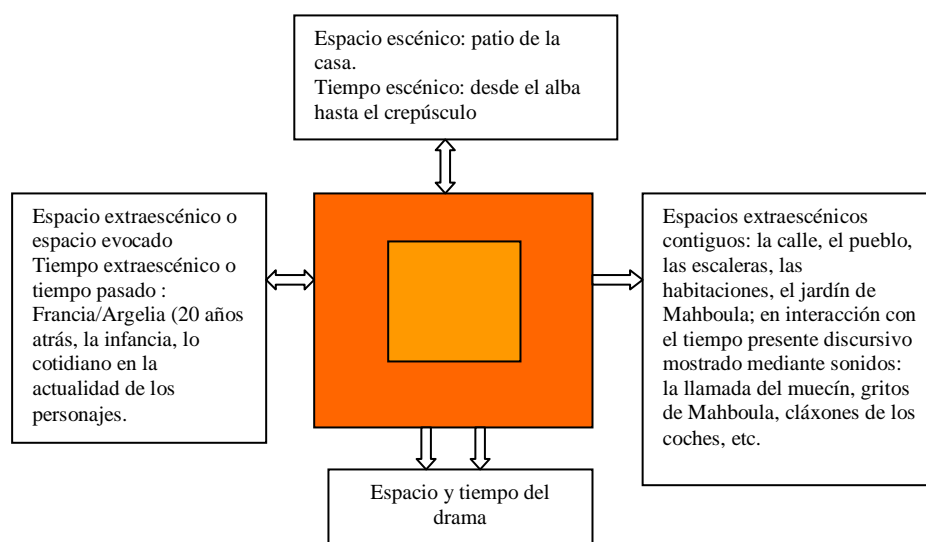 Espacio escénico: patio de la
casa.
Tiempo escénico: desde el alba
hasta el crepúsculo
Espacio extraescénico o
espacio evocado
Tiempo extraescénico o
tiempo pasado :
Francia/Argelia (20 años
atrás, la infancia, lo
cotidiano en la
actualidad de los
personajes.
Espacios extraescénicos
contiguos: la calle, el pueblo,
las escaleras, las
habitaciones, el jardín de
Mahboula; en interacción con
el tiempo presente discursivo
mostrado mediante sonidos:
la llamada del muecín, gritos
de Mahboula, cláxones de los
coches, etc.
Espacio y tiempo del
drama